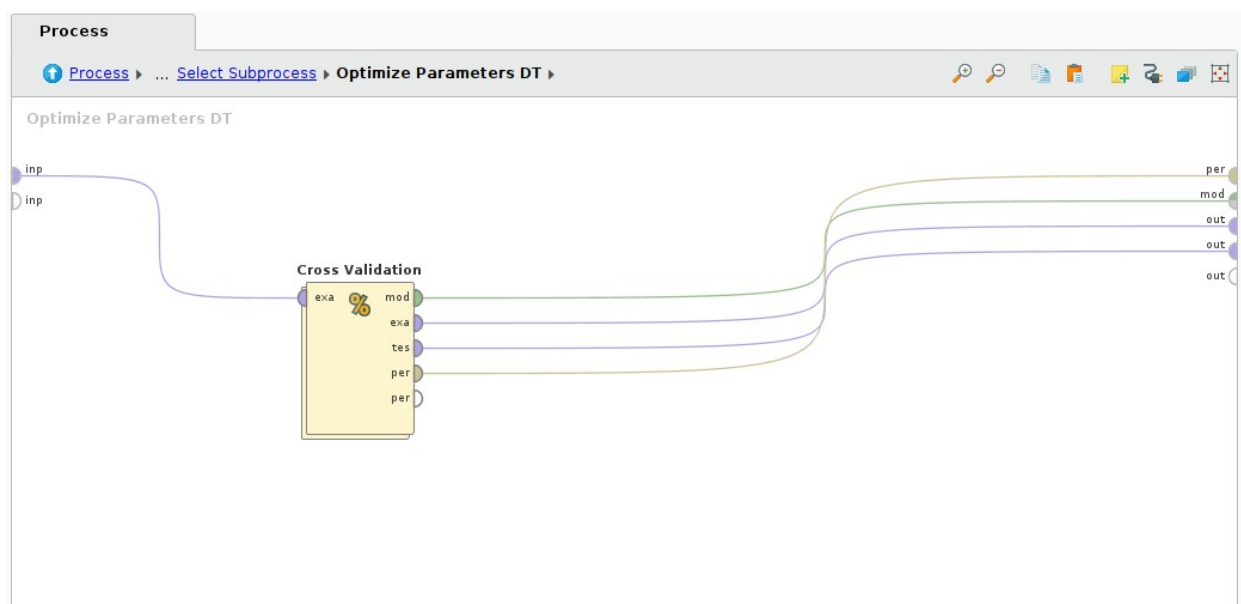 Process
Process ▸ ... Select Subprocess ▸ Optimize Parameters DT ▸
Optimize Parameters DT
inp
inp
per
mod
out
out
out
Cross Validation
exa % mod
exa
tes
per
per